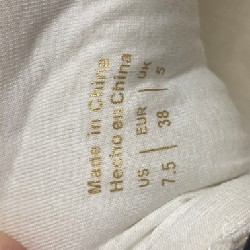 Made in China
Hecho en China
US | EUR | UK
7.5 | 38 | 5